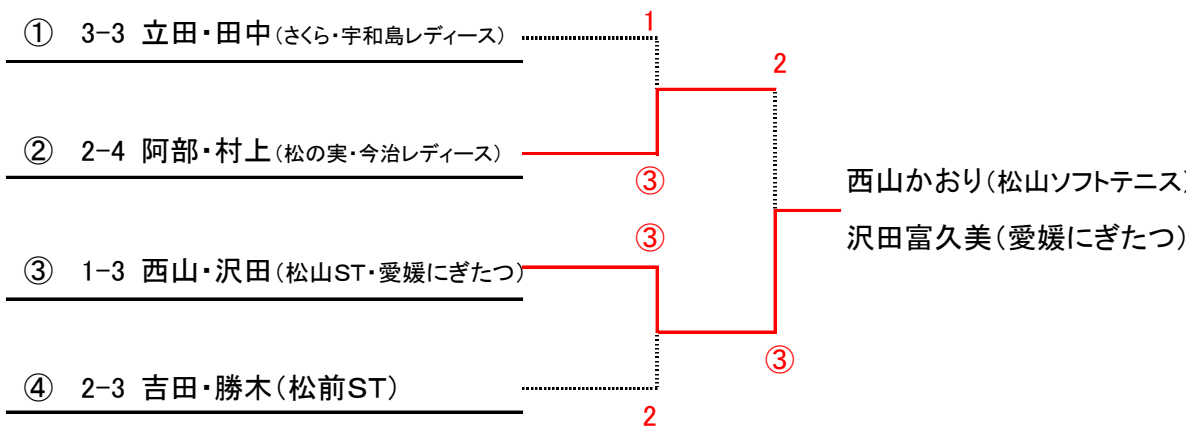 ① 3-3 立田・田中(さくら・宇和島レディース)
1
2
② 2-4 阿部・村上(松の実・今治レディース)
③
西山かおり(松山ソフトテニス)
③
沢田富久美(愛媛にぎたつ)
③ 1-3 西山・沢田(松山ST・愛媛にぎたつ)
③
④ 2-3 吉田・勝木(松前ST)
2